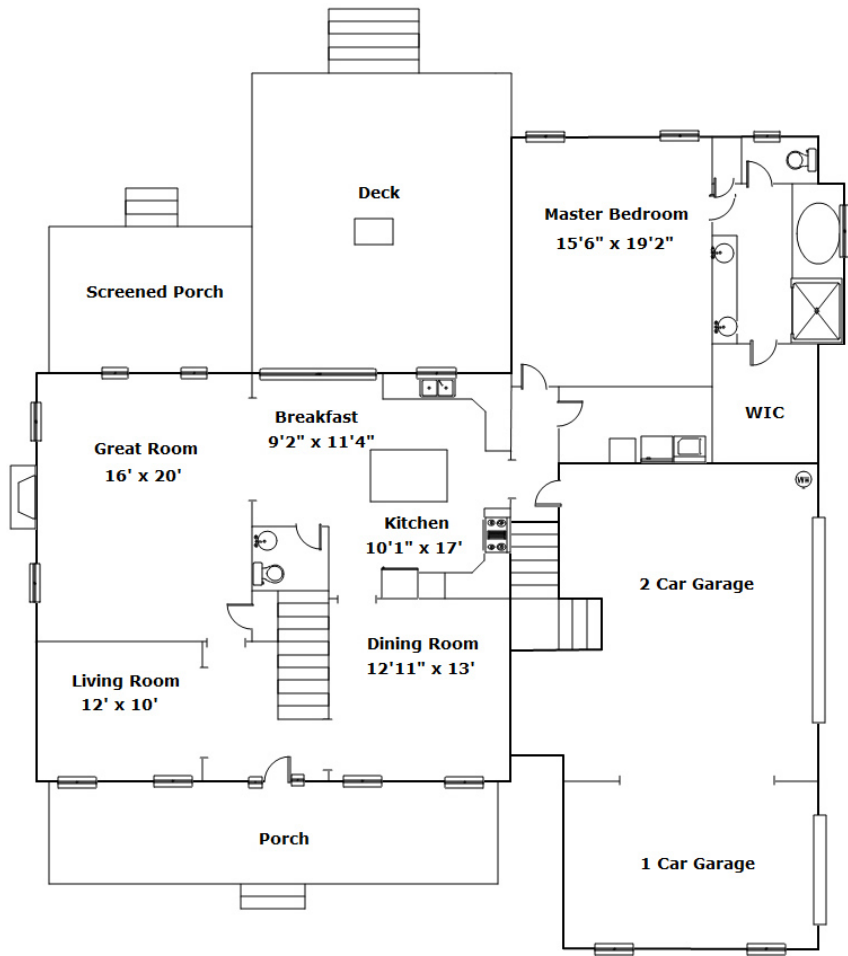 Deck
Master Bedroom
15'6" x 19'2"
Screened Porch
Breakfast
9'2" x 11'4"
WIC
Great Room
16' x 20'
WH
Kitchen
10'1" x 17'
2 Car Garage
Dining Room
12'11" x 13'
Living Room
12' x 10'
Porch
1 Car Garage